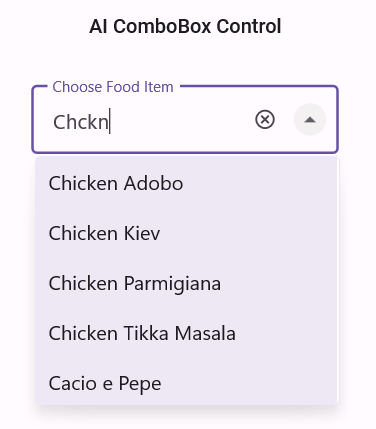 AI ComboBox Control
Choose Food Item
Chckn
Chicken Adobo
Chicken Kiev
Chicken Parmigiana
Chicken Tikka Masala
Cacio e Pepe